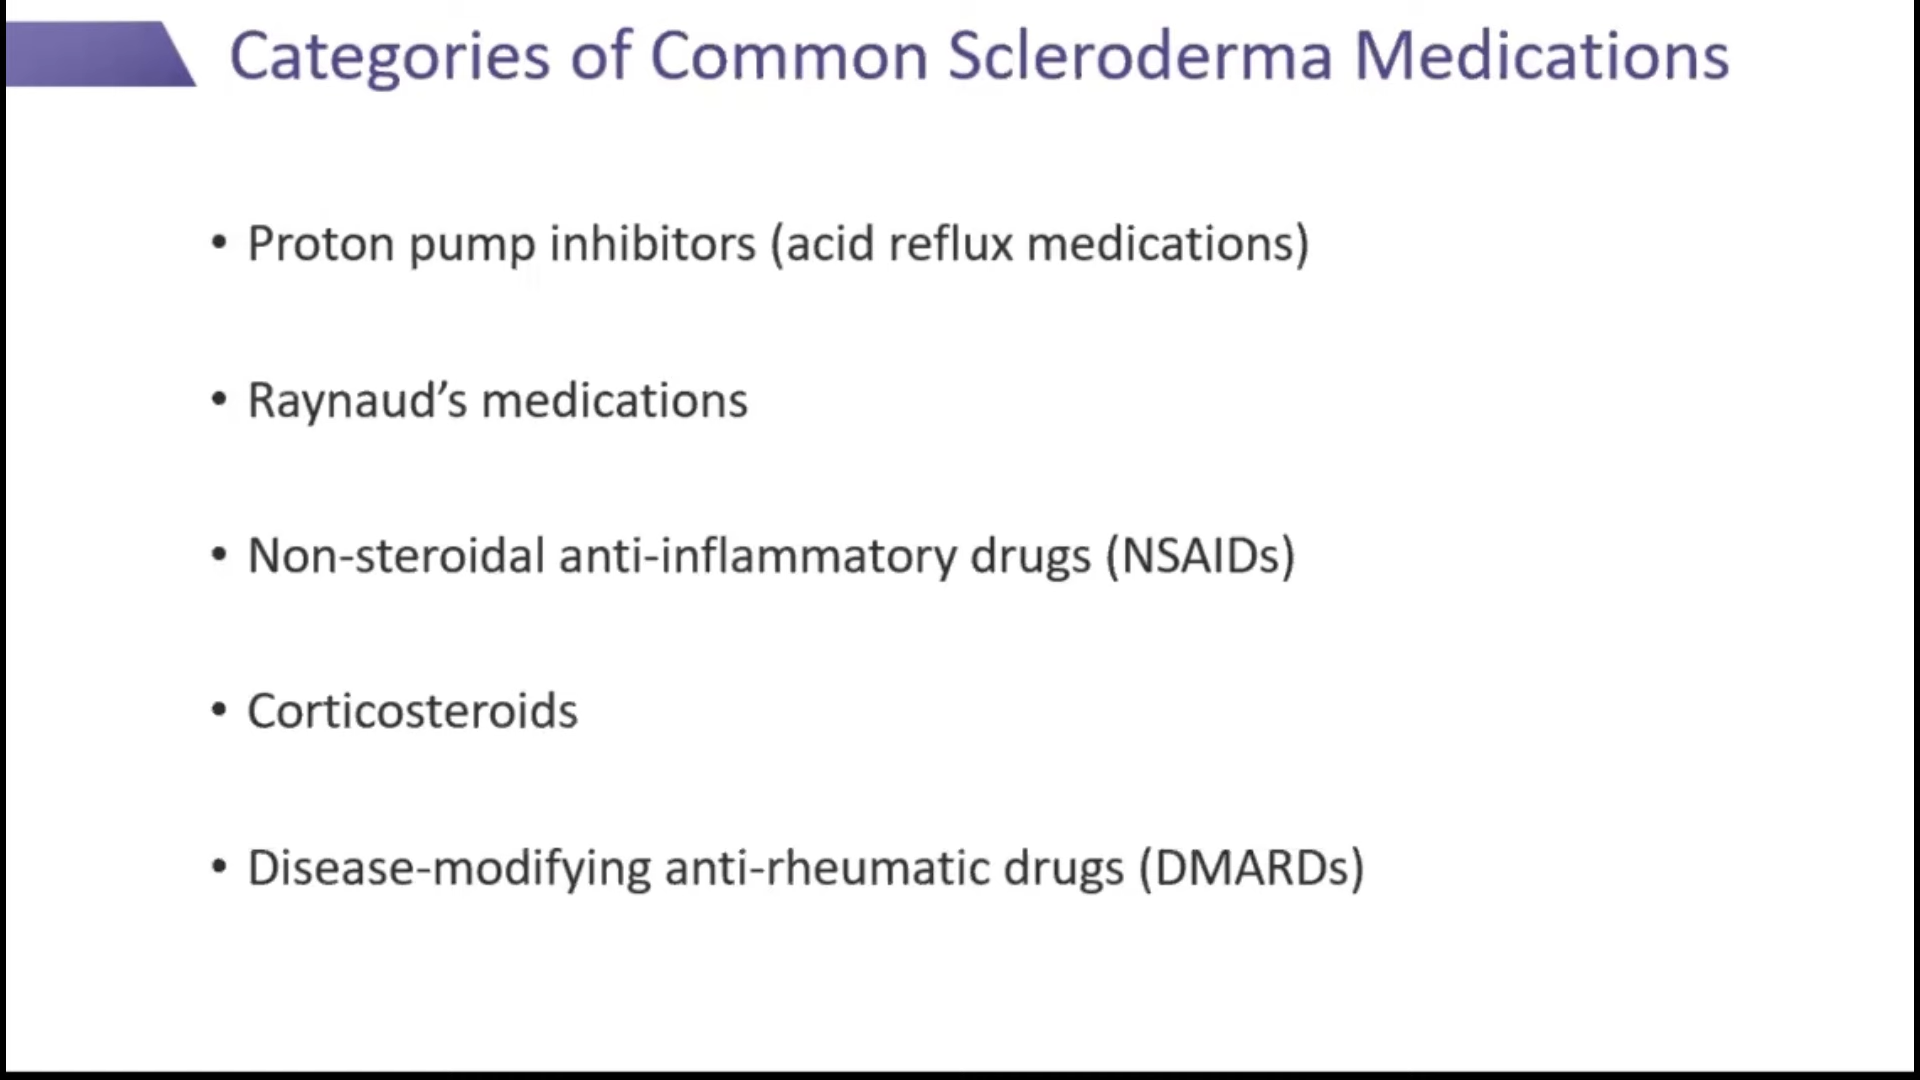 Categories of Common Scleroderma Medications
• Proton pump inhibitors (acid reflux medications)
• Raynaud’s medications
• Non-steroidal anti-inflammatory drugs (NSAIDs)
• Corticosteroids
• Disease-modifying anti-rheumatic drugs (DMARDs)